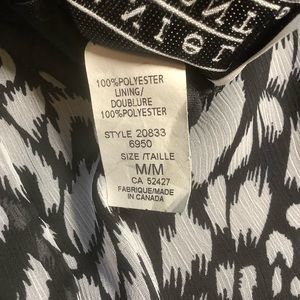 100%POLYESTER
LINING/
DOUBLURE
100%POLYESTER
STYLE 20833
6950
SIZE /TAILLE
M/M
CA 52427
FABRIQUE/MADE
IN CANADA